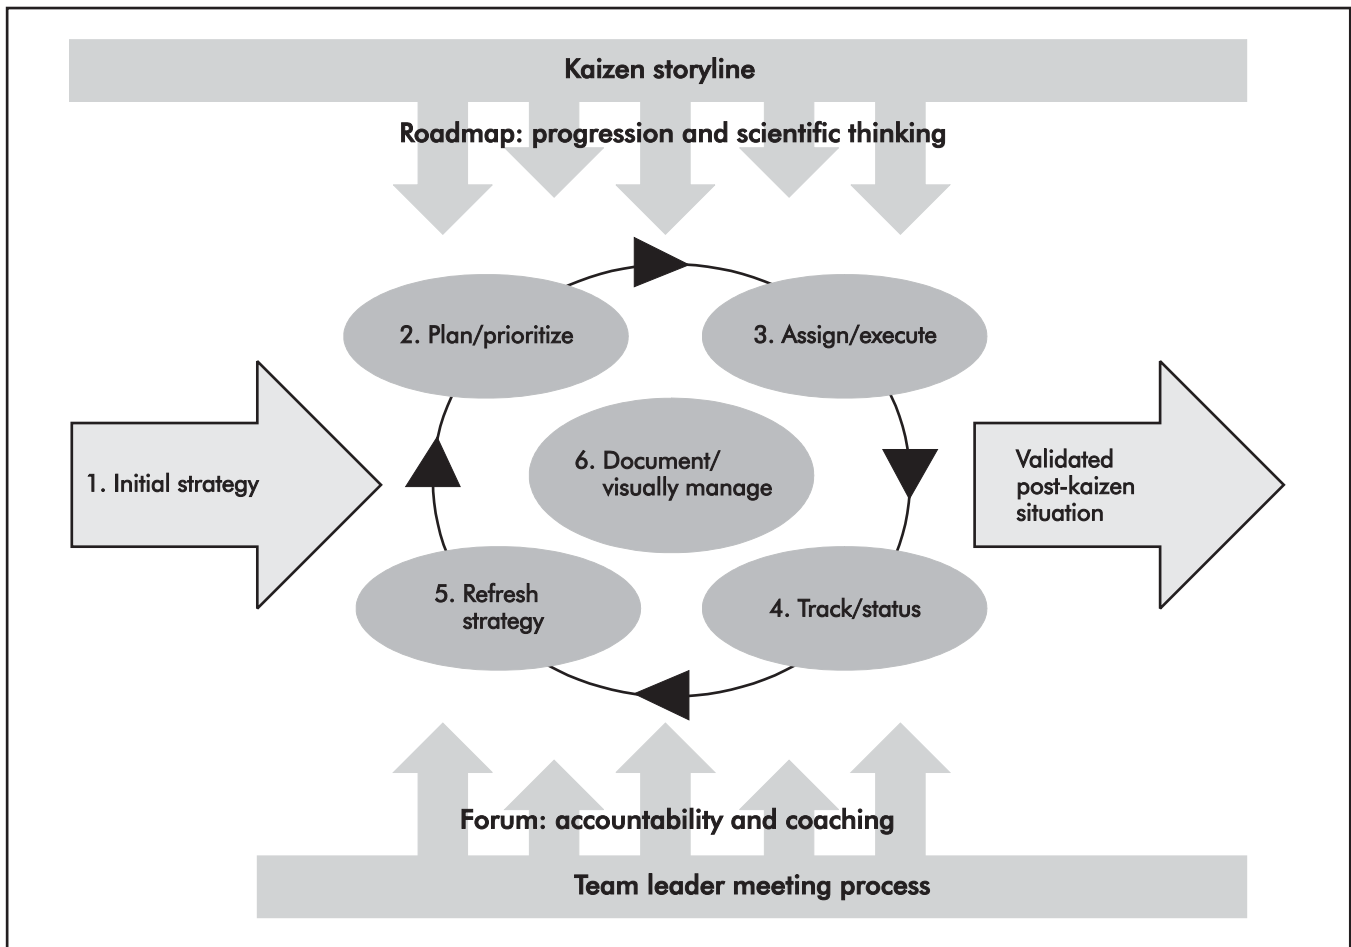 Kaizen storyline
Roadmap: progression and scientific thinking
2. Plan/prioritize
3. Assign/execute
1. Initial strategy
6. Document/
visually manage
Validated
post-kaizen
situation
5. Refresh
strategy
4. Track/status
Forum: accountability and coaching
Team leader meeting process